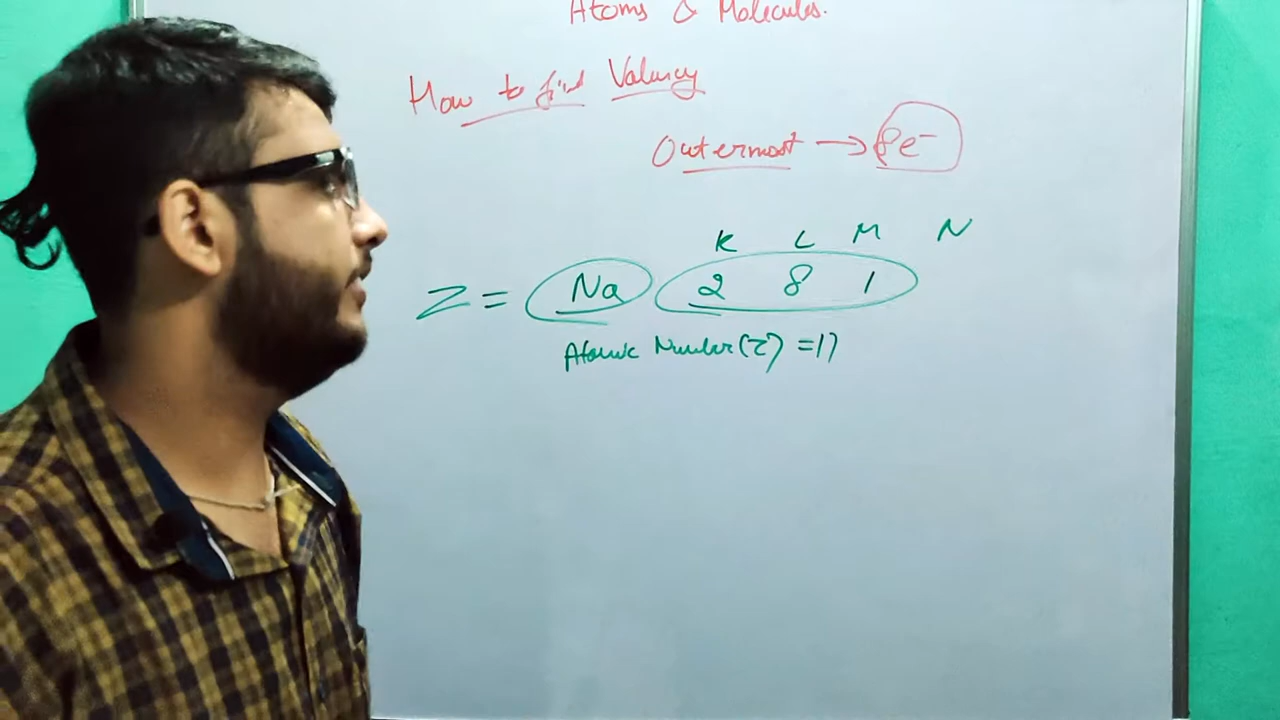 Atoms & Molecules.
How to find Valency
Outermost → 8e⁻
K L M N
Z = Na 2 8 1
Atomic Number (Z) = 11